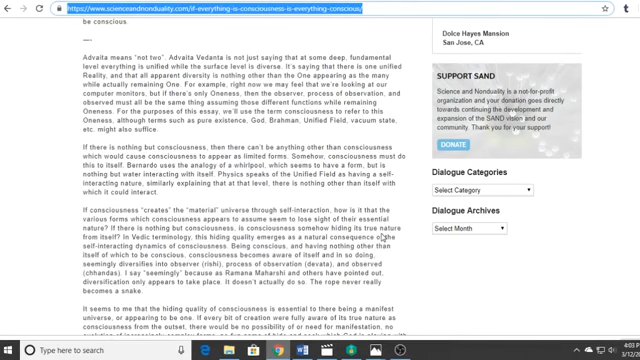 https://www.scienceandnonduality.com/if-everything-is-consciousness-is-everything-conscious/
be conscious.
—-
Advaita means "not two". Advaita Vedanta is not just saying that at some deep, fundamental
level everything is unified while the surface level is diverse. It's saying that there is one unified
Reality, and that all apparent diversity is nothing other than the One appearing as the many
while actually remaining One. For example, right now we may feel that we're looking at our
computer monitors, but if there's only Oneness, then the observer, process of observation, and
observed must all be the same thing assuming those different functions while remaining
Oneness. For the purposes of this essay, we'll use the term consciousness to refer to this
Oneness, although terms such as pure existence, God, Brahman, Unified Field, vacuum state,
etc. might also suffice.
If there is nothing but consciousness, then there can't be anything other than consciousness
which would cause consciousness to appear as limited forms. Somehow, consciousness must do
this to itself. Bernardo uses the analogy of a whirlpool, which seems to have a form, but is
nothing but water interacting with itself. Physics speaks of the Unified Field as having a self-
interacting nature, similarly explaining that at that level, there is nothing other than itself with
which it could interact.
If consciousness "creates" the "material" universe through self-interaction, how is it that the
various forms which consciousness appears to assume seem to lose sight of their essential
nature? If there is nothing but consciousness, is consciousness somehow hiding its true nature
from itself? In Vedic terminology, this hiding quality emerges as a natural consequence of the
self-interacting dynamics of consciousness. Being conscious, and having nothing other than
itself of which to be conscious, consciousness becomes aware of itself and in so doing,
seemingly diversifies into observer (rishi), process of observation (devata), and observed
(chhandas). I say "seemingly" because as Ramana Maharshi and others have pointed out,
diversification only appears to take place. It doesn't actually do so. The rope never really
becomes a snake.
It seems to me that the hiding quality of consciousness is essential to there being a manifest
universe, or appearing to be one. If every bit of creation were fully aware of its true nature as
consciousness from the outset, there would be no possibility of or need for manifestation, no
Dolce Hayes Mansion
San Jose, CA
SUPPORT SAND
Science and Nonduality is a not-for-profit
organization and your donation goes directly
towards continuing the development and
expansion of the SAND vision and our
community. Thank you for your support!
DONATE
Dialogue Categories
Select Category
Dialogue Archives
Select Month
Type here to search
4:03 PM